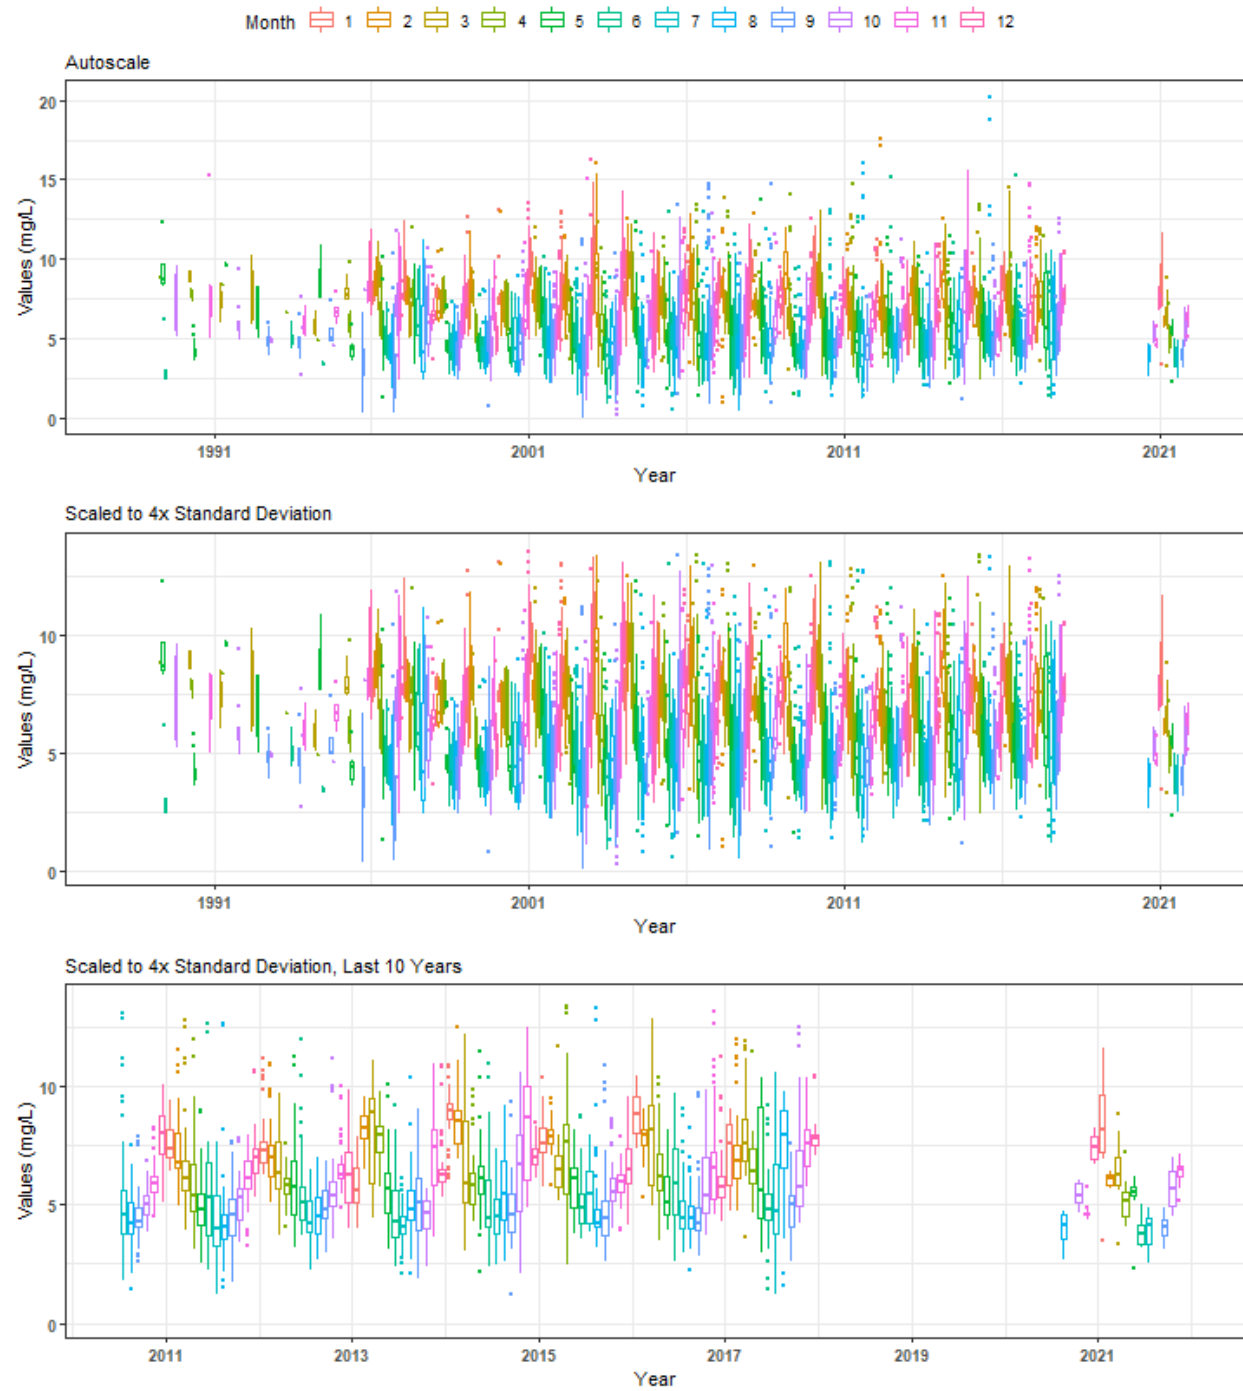 Month 1 2 3 4 5 6 7 8 9 10 11 12
Autoscale
Values (mg/L)
20
15
10
5
0
1991 2001 2011 2021
Year
Scaled to 4x Standard Deviation
Values (mg/L)
10
5
0
1991 2001 2011 2021
Year
Scaled to 4x Standard Deviation, Last 10 Years
Values (mg/L)
10
5
0
2011 2013 2015 2017 2019 2021
Year